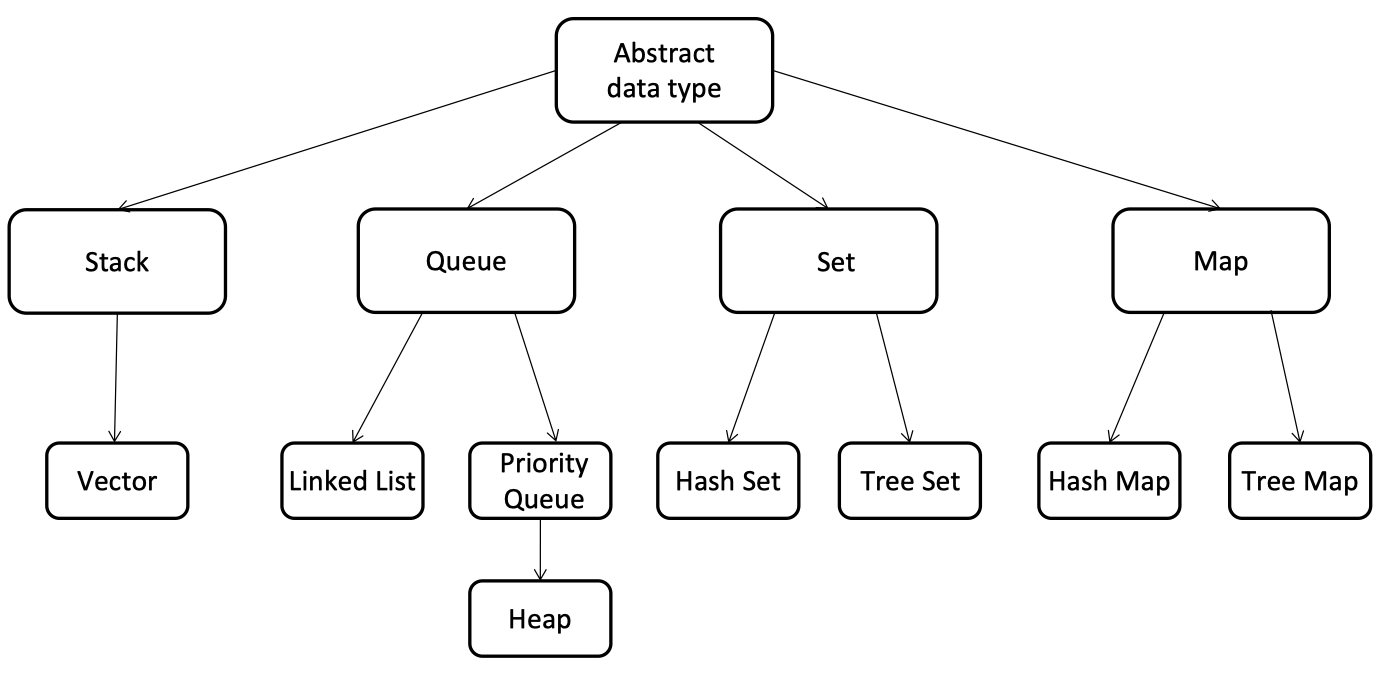 Abstract
data type
Stack
Queue
Set
Map
Vector
Linked List
Priority
Queue
Hash Set
Tree Set
Hash Map
Tree Map
Heap